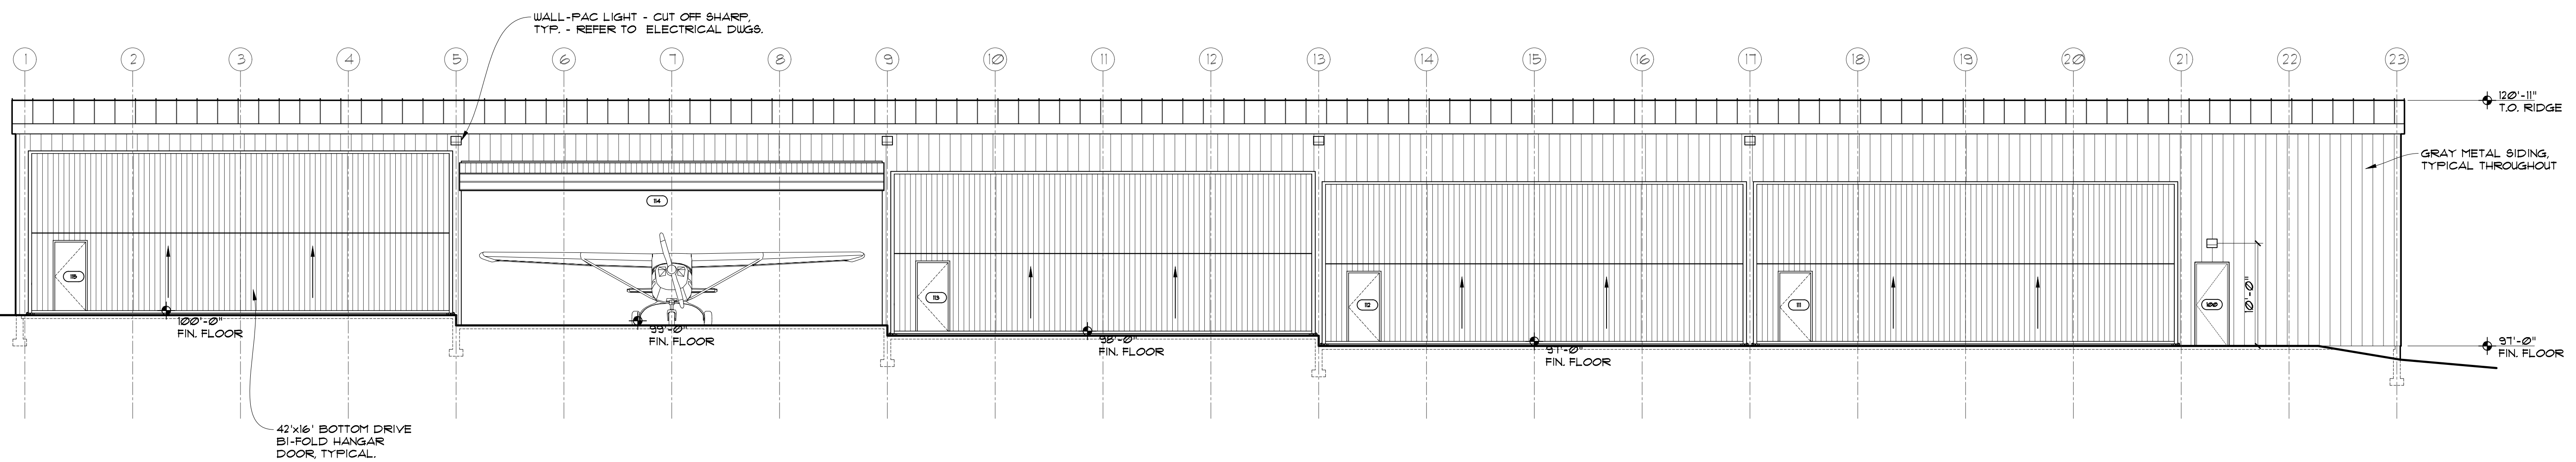 WALL-PAC LIGHT - CUT OFF SHARP,
TYP. - REFER TO ELECTRICAL DWGS.
1 2 3 4 5 6 7 8 9 10 11 12 13 14 15 16 17 18 19 20 21 22 23
120'-11"
T.O. RIDGE
GRAY METAL SIDING,
TYPICAL THROUGHOUT
114
115
113
112
111
100
10'-0"
100'-0"
FIN. FLOOR
99'-0"
FIN. FLOOR
98'-0"
FIN. FLOOR
97'-0"
FIN. FLOOR
97'-0"
FIN. FLOOR
42'x16' BOTTOM DRIVE
BI-FOLD HANGAR
DOOR, TYPICAL.